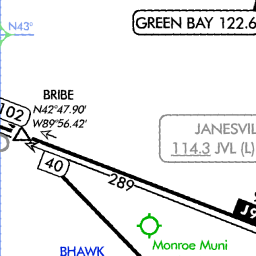 N43°
GREEN BAY 122.6
BRIBE
N42°47.90'
W89°56.42'
102
JANESVIL
114.3 JVL (L)
40
289
J9
Monroe Muni
BHAWK